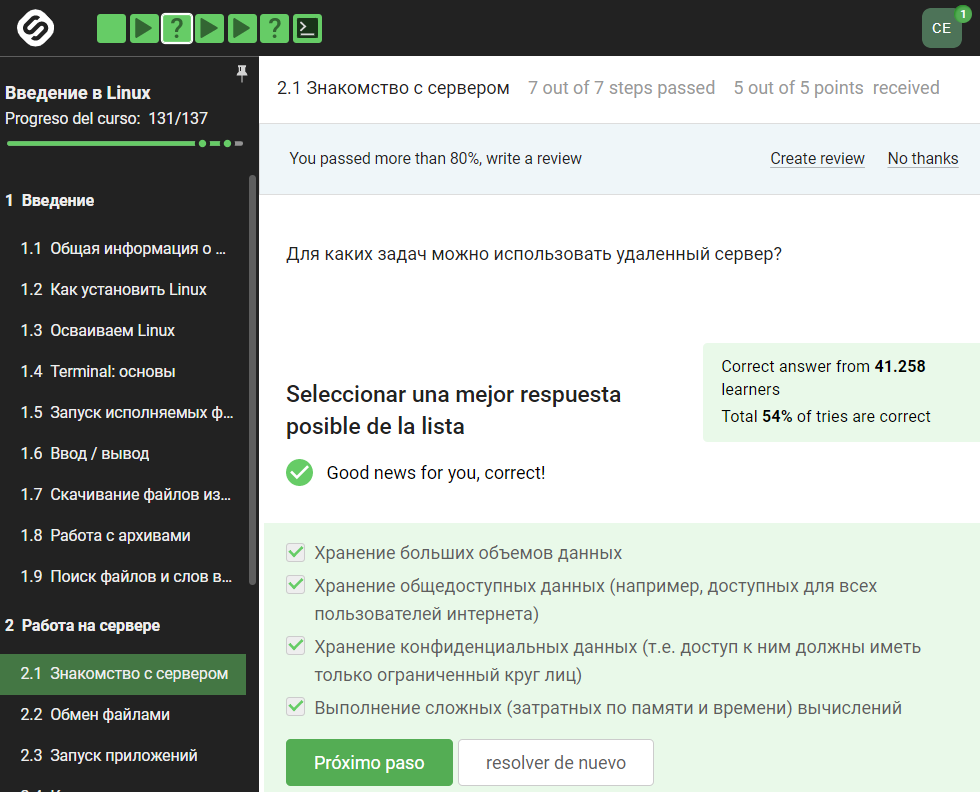 CE
1
Введение в Linux
Progreso del curso: 131/137
1 Введение
1.1 Общая информация о ...
1.2 Как установить Linux
1.3 Осваиваем Linux
1.4 Terminal: основы
1.5 Запуск исполняемых ф...
1.6 Ввод / вывод
1.7 Скачивание файлов из...
1.8 Работа с архивами
1.9 Поиск файлов и слов в...
2 Работа на сервере
2.1 Знакомство с сервером
2.2 Обмен файлами
2.3 Запуск приложений
2.1 Знакомство с сервером 7 out of 7 steps passed 5 out of 5 points received
You passed more than 80%, write a review Create review No thanks
Для каких задач можно использовать удаленный сервер?
Correct answer from 41.258
learners
Total 54% of tries are correct
Seleccionar una mejor respuesta
posible de la lista
Good news for you, correct!
Хранение больших объемов данных
Хранение общедоступных данных (например, доступных для всех
пользователей интернета)
Хранение конфиденциальных данных (т.е. доступ к ним должны иметь
только ограниченный круг лиц)
Выполнение сложных (затратных по памяти и времени) вычислений
Próximo paso resolver de nuevo